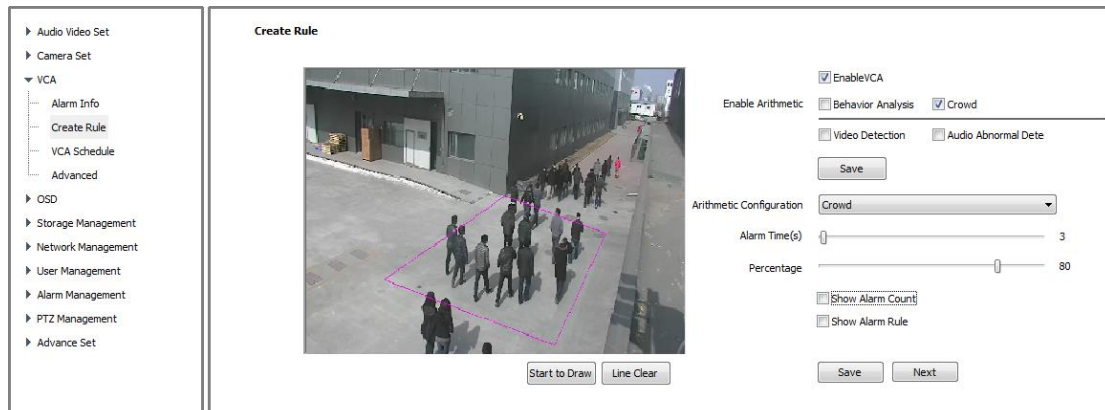 Audio Video Set
Camera Set
VCA
Alarm Info
Create Rule
VCA Schedule
Advanced
OSD
Storage Management
Network Management
User Management
Alarm Management
PTZ Management
Advance Set
Create Rule
EnableVCA
Enable Arithmetic
Behavior Analysis
Crowd
Video Detection
Audio Abnormal Dete
Save
Arithmetic Configuration
Crowd
Alarm Time(s)
3
Percentage
80
Show Alarm Count
Show Alarm Rule
Start to Draw
Line Clear
Save
Next